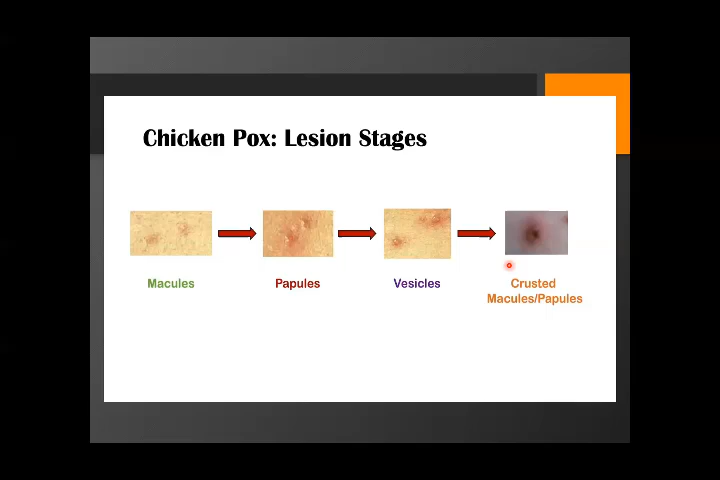 Chicken Pox: Lesion Stages
Macules
Papules
Vesicles
Crusted
Macules/Papules